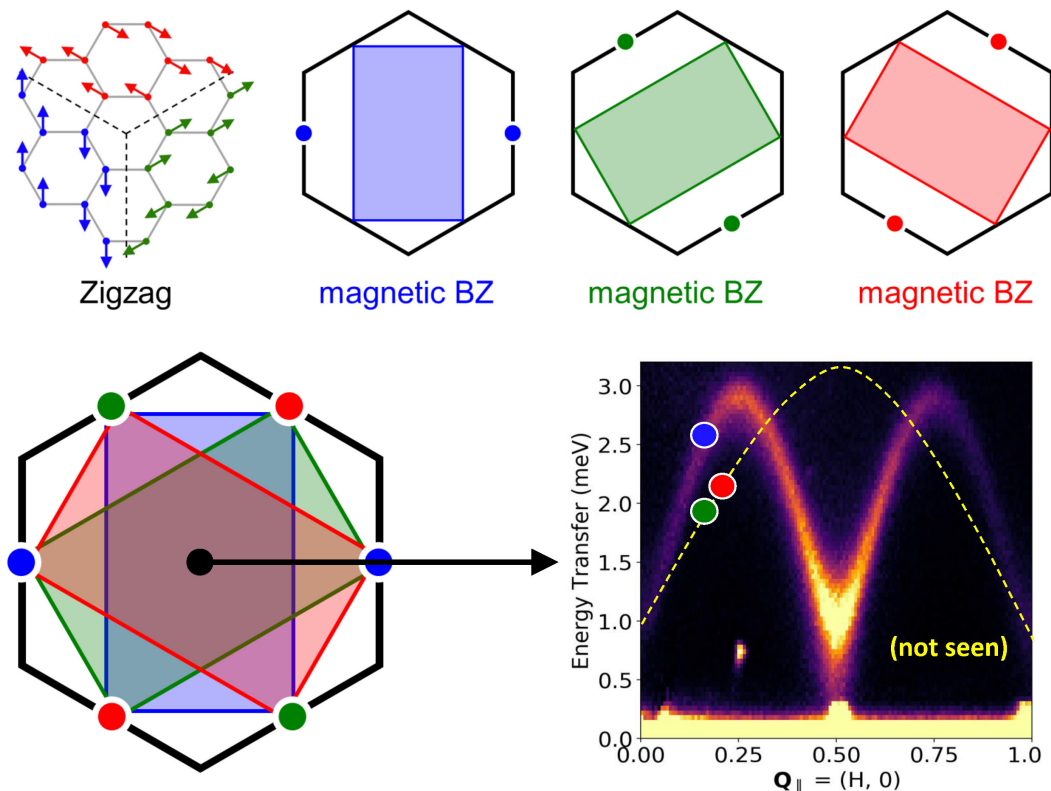 Zigzag
magnetic BZ
magnetic BZ
magnetic BZ
Energy Transfer (meV)
3.0
2.5
2.0
1.5
1.0
0.5
0.0
(not seen)
0.00 0.25 0.50 0.75 1.0
Q∥ = (H, 0)